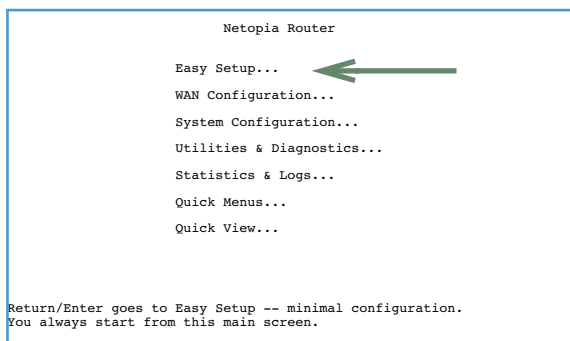 Netopia Router
Easy Setup...
WAN Configuration...
System Configuration...
Utilities & Diagnostics...
Statistics & Logs...
Quick Menus...
Quick View...
Return/Enter goes to Easy Setup -- minimal configuration.
You always start from this main screen.